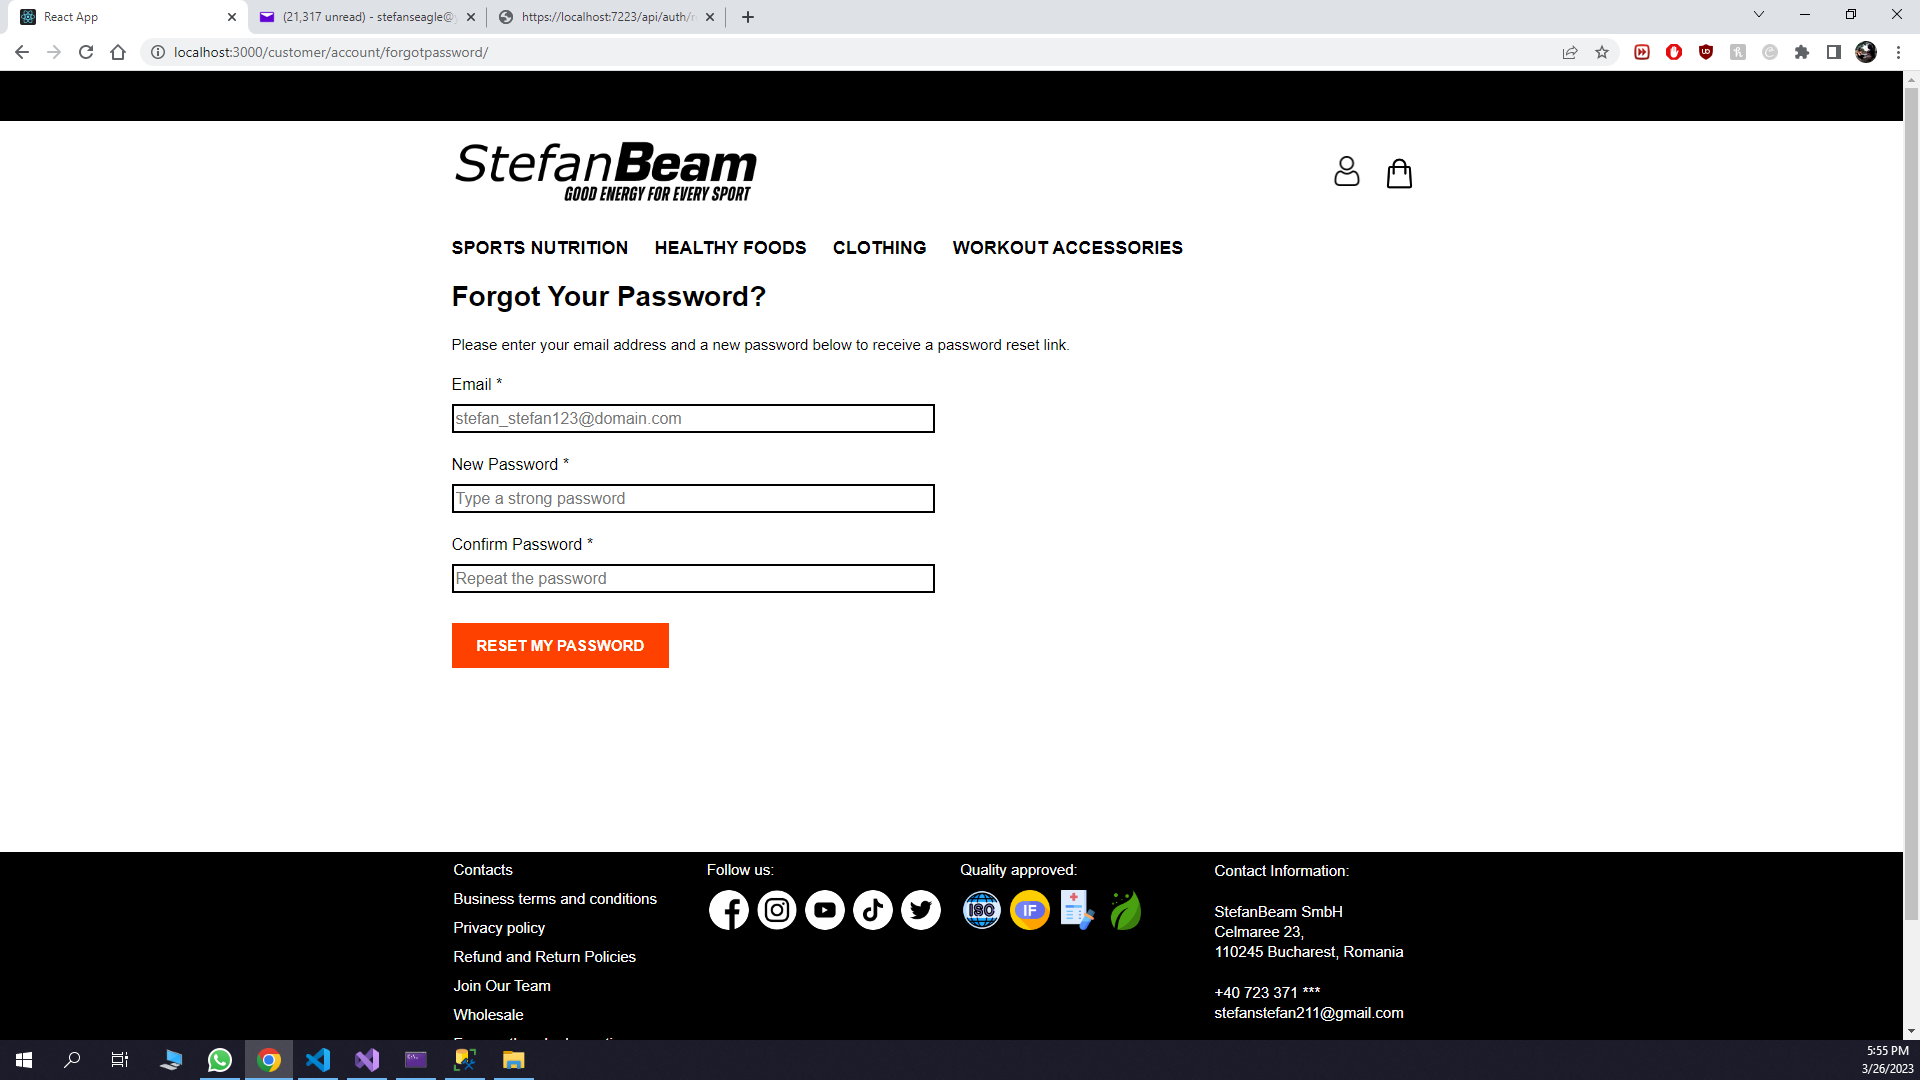 React App
(21,317 unread) - stefanseagle@
https://localhost:7223/api/auth/
localhost:3000/customer/account/forgotpassword/
StefanBeam
GOOD ENERGY FOR EVERY SPORT
SPORTS NUTRITION HEALTHY FOODS CLOTHING WORKOUT ACCESSORIES
Forgot Your Password?
Please enter your email address and a new password below to receive a password reset link.
Email *
stefan_stefan123@domain.com
New Password *
Type a strong password
Confirm Password *
Repeat the password
RESET MY PASSWORD
Contacts
Business terms and conditions
Privacy policy
Refund and Return Policies
Join Our Team
Wholesale
Follow us:
Quality approved:
ISO
IF
Contact Information:
StefanBeam SmbH
Celmaree 23,
110245 Bucharest, Romania
+40 723 371 ***
stefanstefan211@gmail.com
5:55 PM
3/26/2023